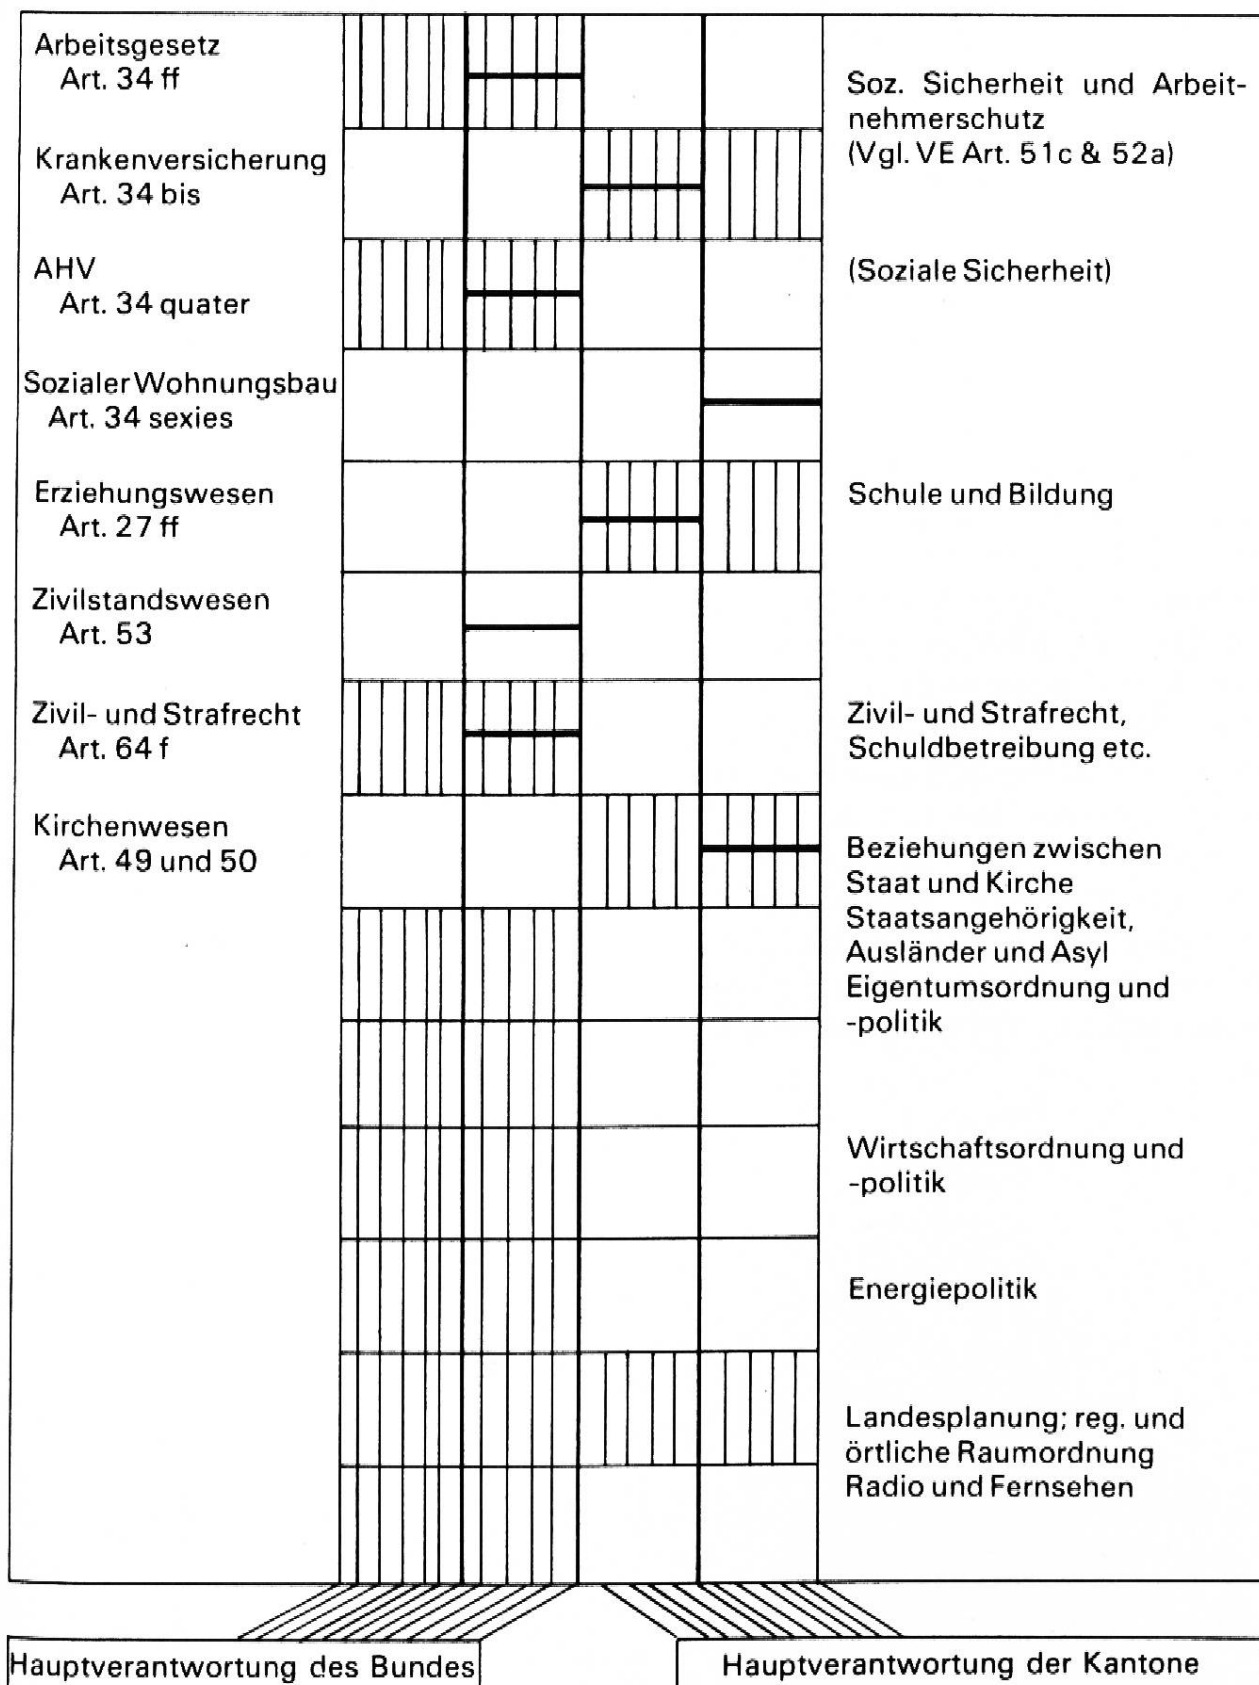 Arbeitsgesetz
Art. 34 ff
Krankenversicherung
Art. 34 bis
AHV
Art. 34 quater
Sozialer Wohnungsbau
Art. 34 sexies
Erziehungswesen
Art. 27 ff
Zivilstandswesen
Art. 53
Zivil- und Strafrecht
Art. 64 f
Kirchenwesen
Art. 49 und 50
Soz. Sicherheit und Arbeit-
nehmerschutz
(Vgl. VE Art. 51c & 52a)
(Soziale Sicherheit)
Schule und Bildung
Zivil- und Strafrecht,
Schuldbetreibung etc.
Beziehungen zwischen
Staat und Kirche
Staatsangehörigkeit,
Ausländer und Asyl
Eigentumsordnung und
-politik
Wirtschaftsordnung und
-politik
Energiepolitik
Landesplanung; reg. und
örtliche Raumordnung
Radio und Fernsehen
Hauptverantwortung des Bundes
Hauptverantwortung der Kantone